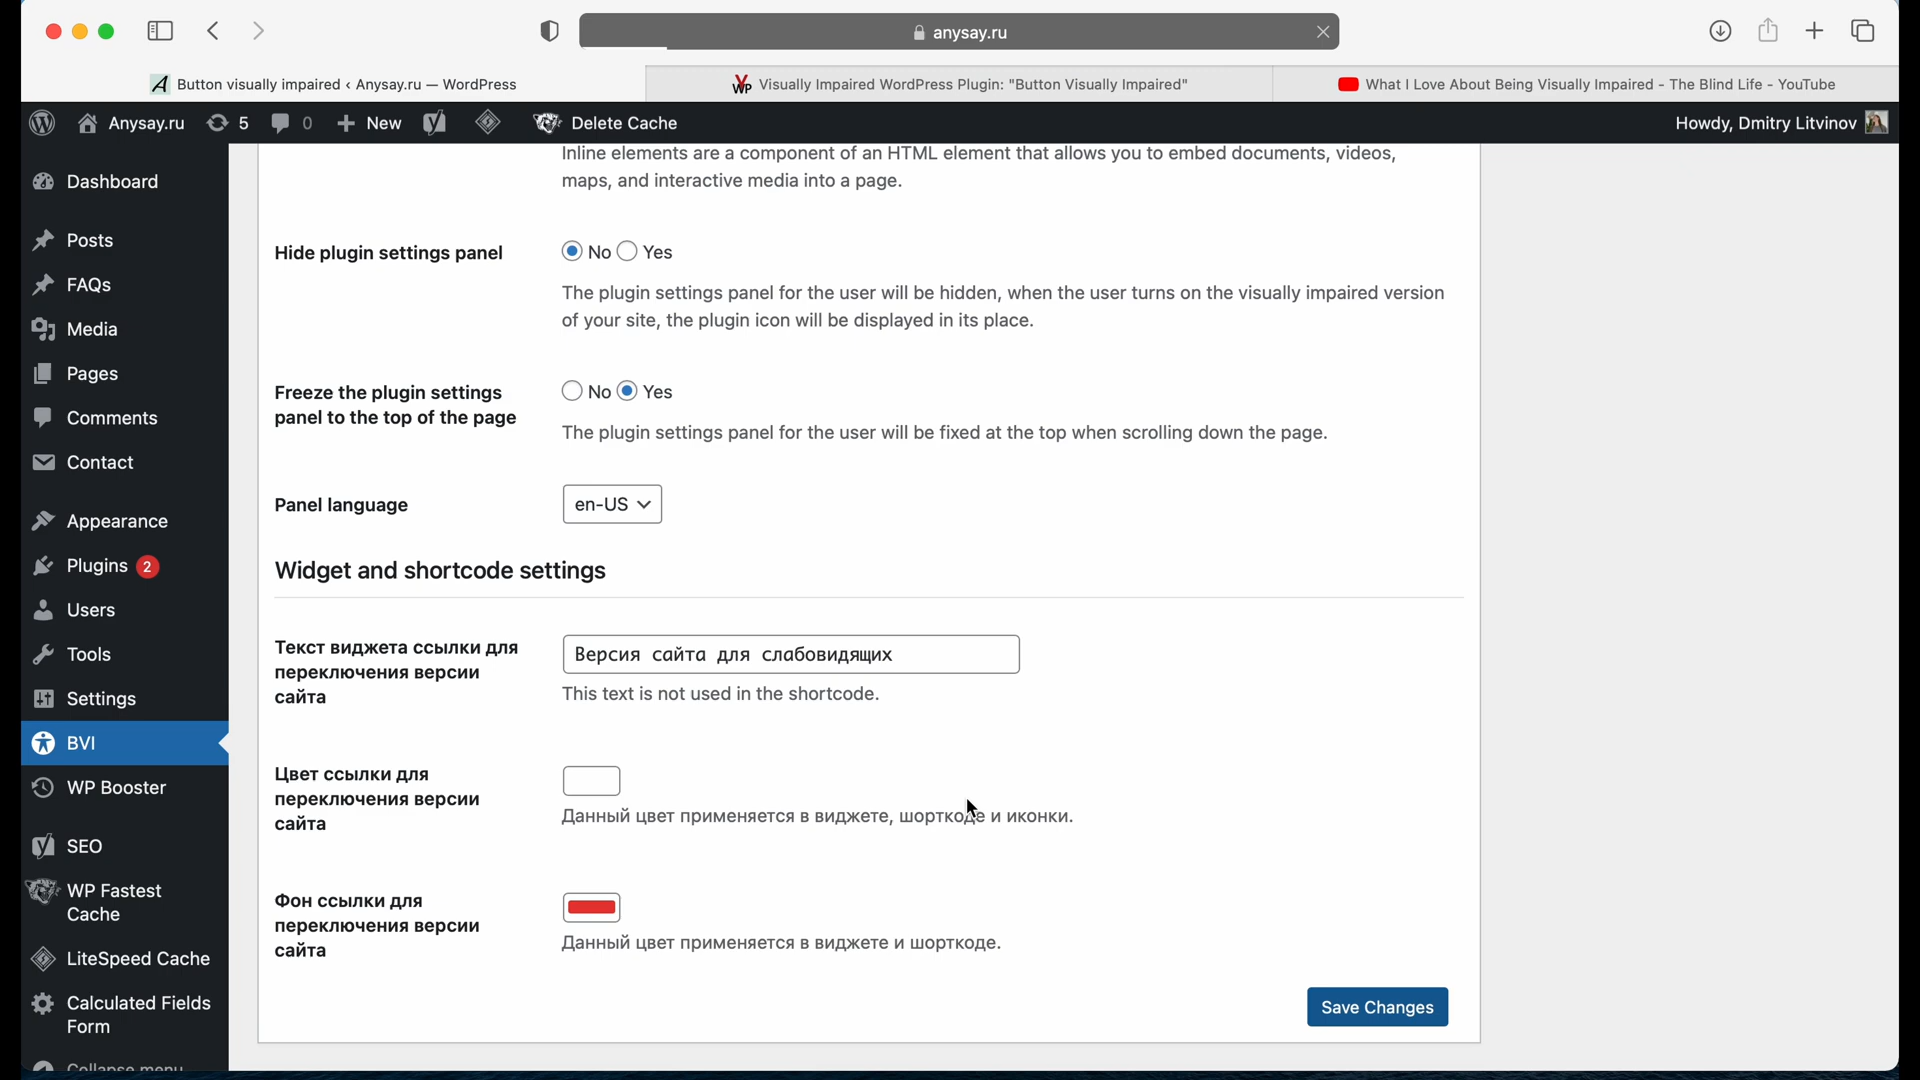 anysay.ru
Button visually impaired ‹ Anysay.ru — WordPress
Visually Impaired WordPress Plugin: "Button Visually Impaired"
What I Love About Being Visually Impaired - The Blind Life - YouTube
Anysay.ru 5 0 New Delete Cache
Howdy, Dmitry Litvinov
Dashboard
Posts
FAQs
Media
Pages
Comments
Contact
Appearance
Plugins 2
Users
Tools
Settings
BVI
WP Booster
SEO
WP Fastest
Cache
LiteSpeed Cache
Calculated Fields
Form
Collapse menu
Inline elements are a component of an HTML element that allows you to embed documents, videos,
maps, and interactive media into a page.
Hide plugin settings panel
No Yes
The plugin settings panel for the user will be hidden, when the user turns on the visually impaired version
of your site, the plugin icon will be displayed in its place.
Freeze the plugin settings
panel to the top of the page
No Yes
The plugin settings panel for the user will be fixed at the top when scrolling down the page.
Panel language
en-US
Widget and shortcode settings
Текст виджета ссылки для
переключения версии
сайта
Версия сайта для слабовидящих
This text is not used in the shortcode.
Цвет ссылки для
переключения версии
сайта
Данный цвет применяется в виджете, шорткоде и иконки.
Фон ссылки для
переключения версии
сайта
Данный цвет применяется в виджете и шорткоде.
Save Changes